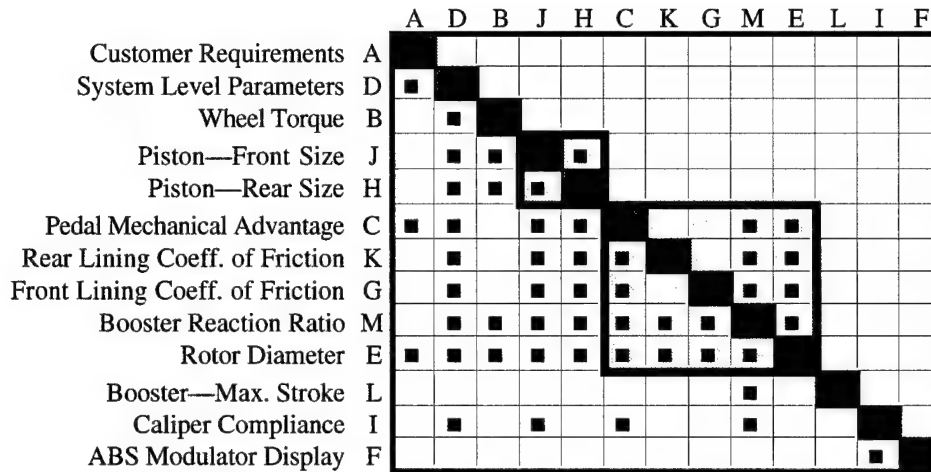 A D B J H C K G M E L I F
Customer Requirements A
System Level Parameters D
Wheel Torque B
Piston—Front Size J
Piston—Rear Size H
Pedal Mechanical Advantage C
Rear Lining Coeff. of Friction K
Front Lining Coeff. of Friction G
Booster Reaction Ratio M
Rotor Diameter E
Booster—Max. Stroke L
Caliper Compliance I
ABS Modulator Display F